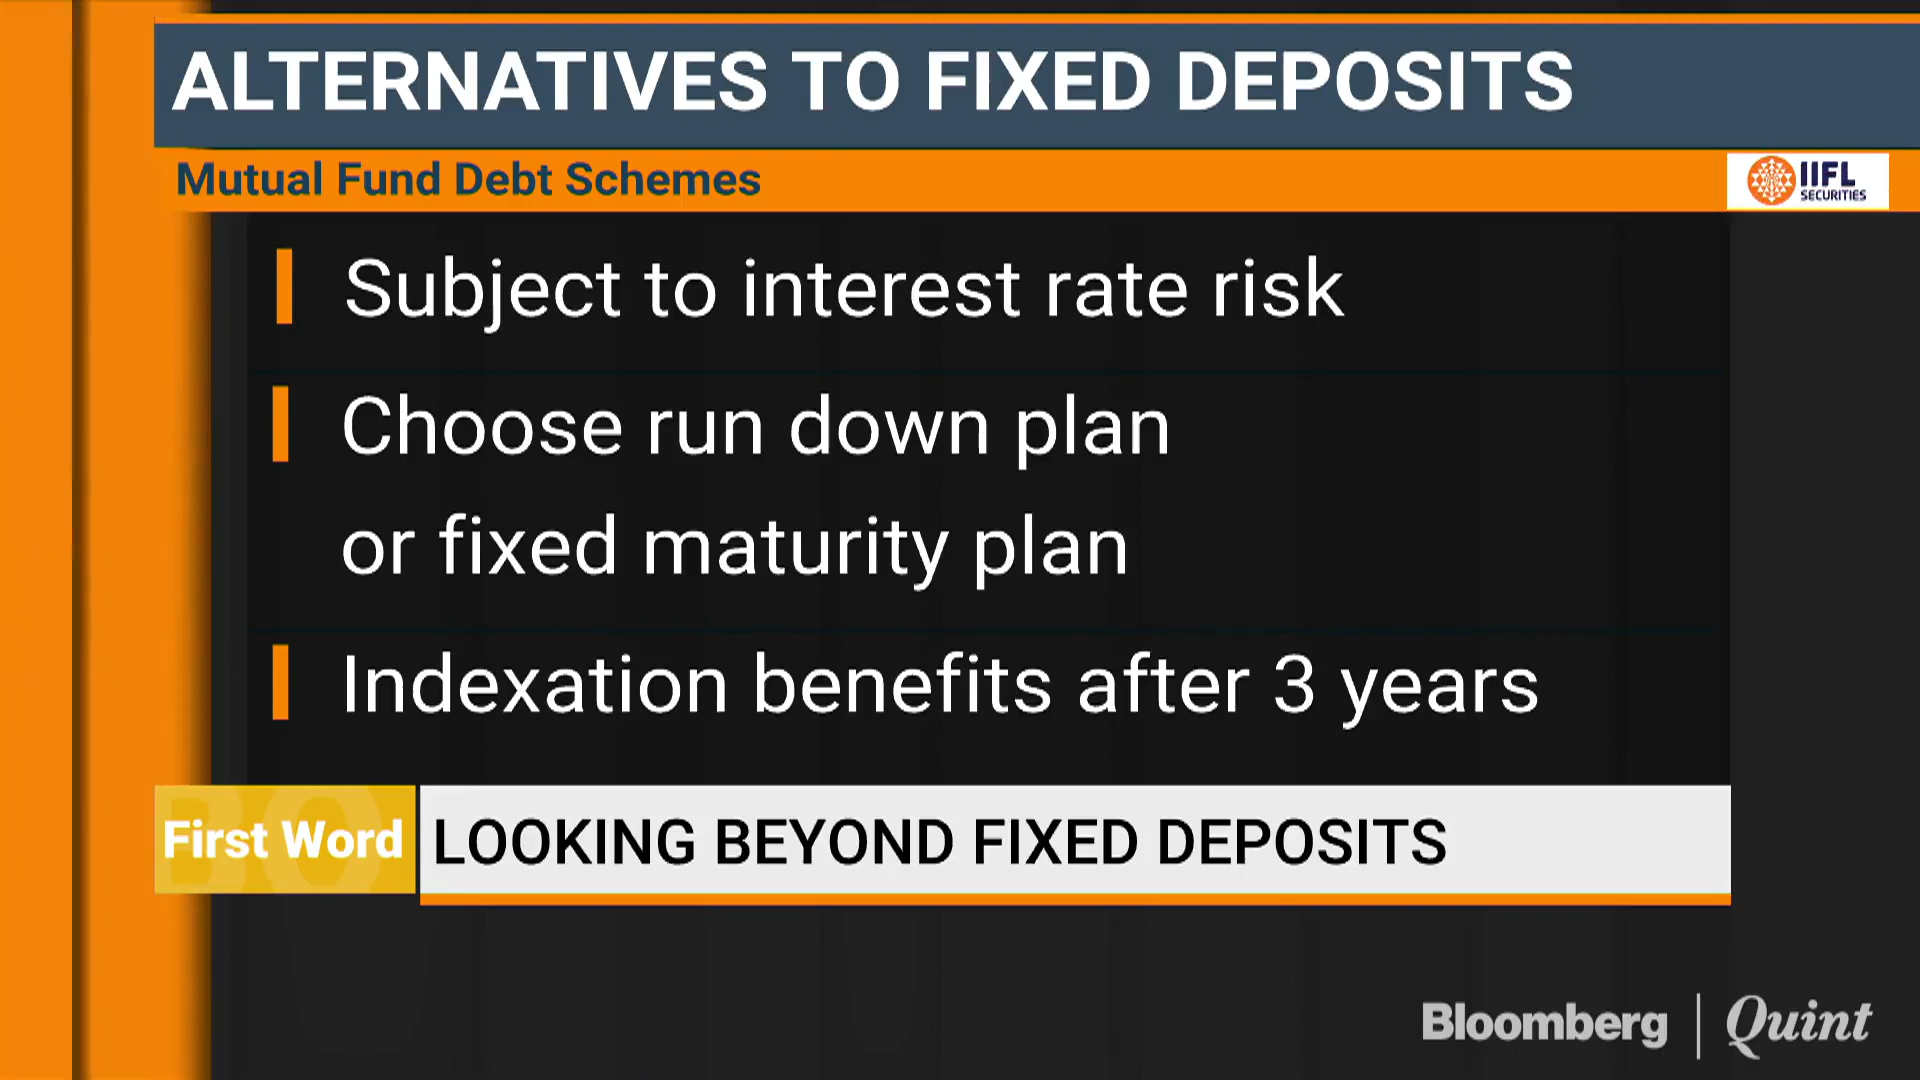 ALTERNATIVES TO FIXED DEPOSITS
Mutual Fund Debt Schemes
IIFL
SECURITIES
Subject to interest rate risk
Choose run down plan
or fixed maturity plan
Indexation benefits after 3 years
First Word
LOOKING BEYOND FIXED DEPOSITS
Bloomberg | Quint